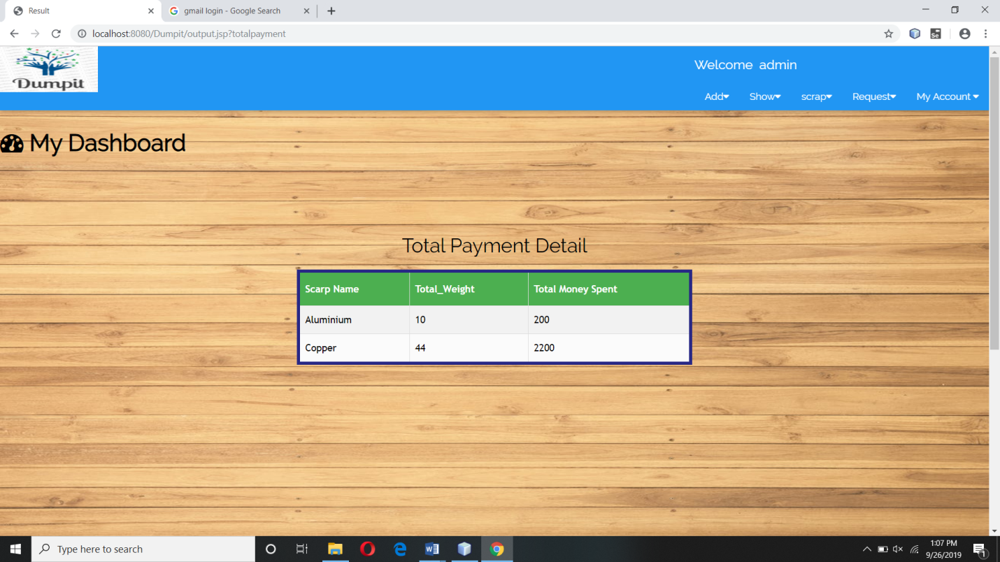 Result
gmail login - Google Search
localhost:8080/Dumpit/output.jsp?totalpayment
Se
Dumpit
Welcome admin
Add Show scrap Request My Account
My Dashboard
Total Payment Detail
Scarp Name Total_Weight Total Money Spent
Aluminium 10 200
Copper 44 2200
Type here to search
1:07 PM
9/26/2019
1